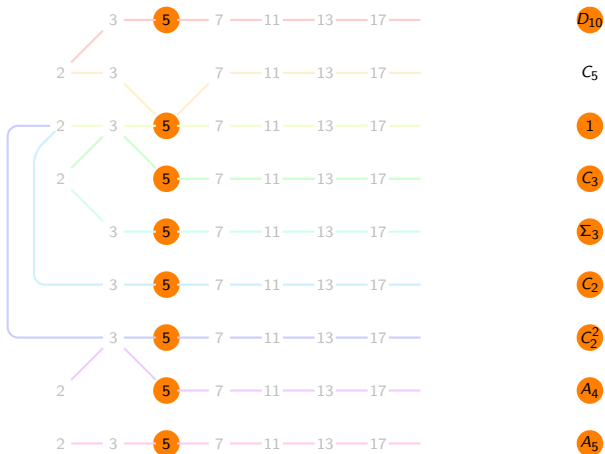 3 5 7 11 13 17 D₁₀
2 3 7 11 13 17 C₅
2 3 5 7 11 13 17 1
2 5 7 11 13 17 C₃
3 5 7 11 13 17 Σ₃
3 5 7 11 13 17 C₂
3 5 7 11 13 17 C₂²
2 5 7 11 13 17 A₄
2 3 5 7 11 13 17 A₅